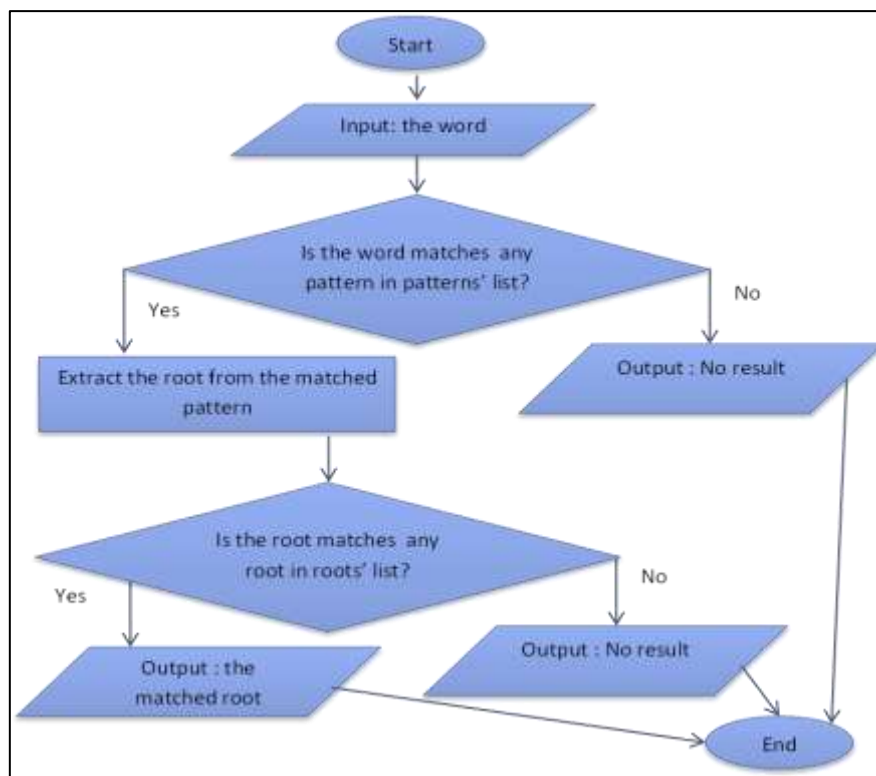 Start
Input: the word
Is the word matches any
pattern in patterns' list?
Yes
No
Extract the root from the matched
pattern
Output : No result
Is the root matches any
root in roots' list?
Yes
No
Output : the
matched root
Output : No result
End